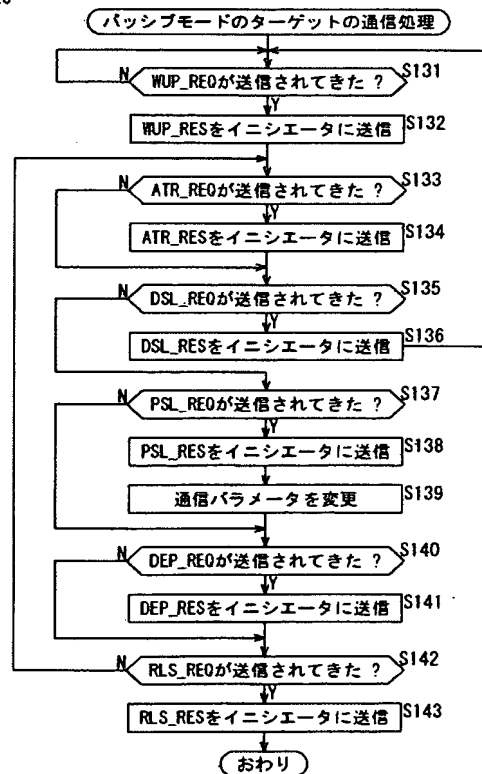 パッシブモードのターゲットの通信処理
WUP_REQが送信されてきた ?
S131
N
Y
WUP_RESをイニシエータに送信
S132
ATR_REQが送信されてきた ?
S133
N
Y
ATR_RESをイニシエータに送信
S134
DSL_REQが送信されてきた ?
S135
N
Y
DSL_RESをイニシエータに送信
S136
PSL_REQが送信されてきた ?
S137
N
Y
PSL_RESをイニシエータに送信
S138
通信パラメータを変更
S139
DEP_REQが送信されてきた ?
S140
N
Y
DEP_RESをイニシエータに送信
S141
RLS_REQが送信されてきた ?
S142
N
Y
RLS_RESをイニシエータに送信
S143
おわり